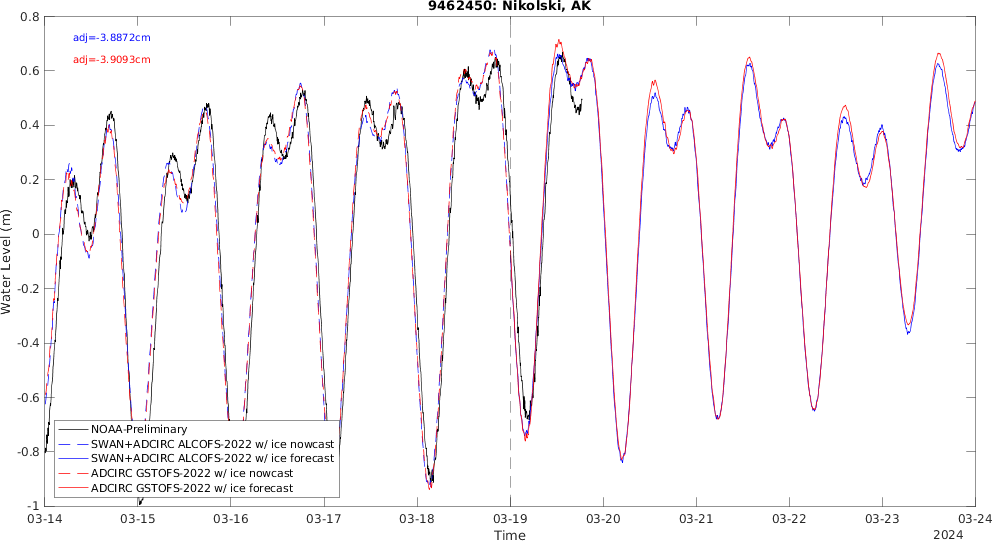 9462450: Nikolski, AK
adj=-3.8872cm
adj=-3.9093cm
Water Level (m)
0.8
0.6
0.4
0.2
0
-0.2
-0.4
-0.6
-0.8
-1
NOAA-Preliminary
SWAN+ADCIRC ALCOFS-2022 w/ ice nowcast
SWAN+ADCIRC ALCOFS-2022 w/ ice forecast
ADCIRC GSTOFS-2022 w/ ice nowcast
ADCIRC GSTOFS-2022 w/ ice forecast
03-14 03-15 03-16 03-17 03-18 03-19 03-20 03-21 03-22 03-23 03-24
Time
2024